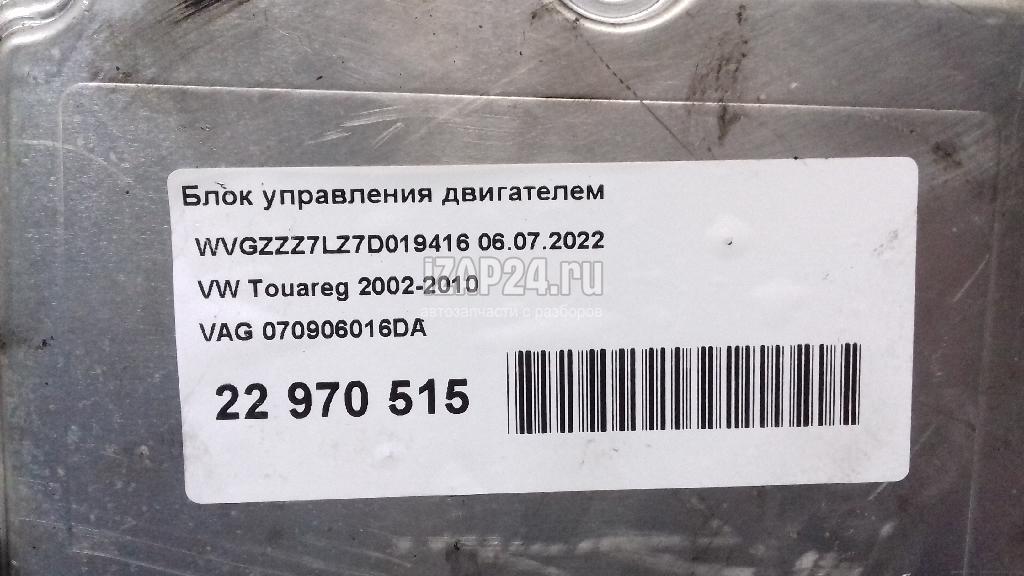 Блок управления двигателем
WVGZZZ7LZ7D019416 06.07.2022
VW Touareg 2002-2010
VAG 070906016DA
22 970 515
iZAP24.ru
автозапчасти с разборов